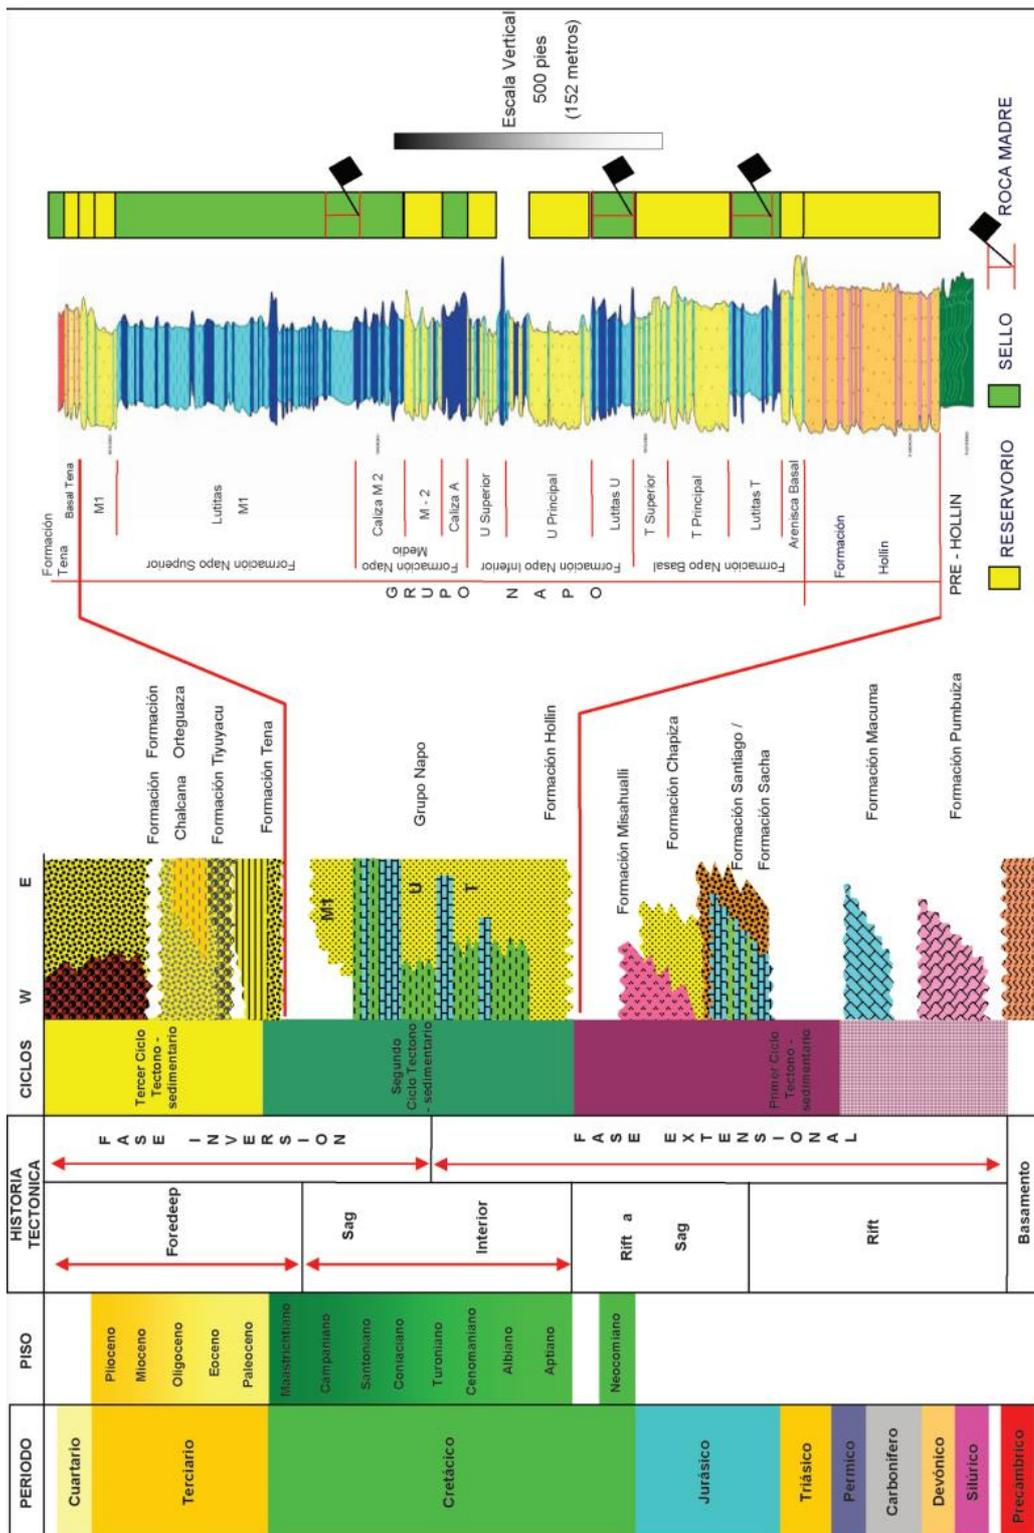 PERIODO
PISO
HISTORIA
TECTONICA
CICLOS
W
E
Cuartario
Terciario
Cretácico
Jurásico
Triásico
Permico
Carbonífero
Devónico
Silúrico
Precámbrico
Plioceno
Mioceno
Oligoceno
Eoceno
Paleoceno
Maastrichtiano
Campaniano
Santoniano
Coniaciano
Turoniano
Cenomaniano
Albiano
Aptiano
Neocomiano
Foredeep
Sag
Interior
Rift a
Sag
Rift
Basamento
FASE INVERSION
FASE EXTENSIONAL
Tercer Ciclo
Tectono -
sedimentario
Segundo
Ciclo Tectono
- sedimentario
Primer Ciclo
Tectono -
sedimentario
M1
U
T
Formación
Chalcana
Formación
Orteguaza
Formación Tiyuyacu
Formación Tena
Grupo Napo
Formación Hollin
Formación Misahualli
Formación Chapiza
Formación Santiago /
Formación Sacha
Formación Macuma
Formación Pumbuiza
Formación
Tena
Basal Tena
GRUPO NAPO
Formación Napo Superior
M1
Lutitas
M1
Formación Napo
Medio
Caliza M 2
M - 2
Caliza A
Formación Napo Inferior
U Superior
U Principal
Lutitas U
Formación Napo Basal
T Superior
T Principal
Lutitas T
Arenisca Basal
Formación
Hollin
PRE - HOLLIN
Escala Vertical
500 pies
(152 metros)
RESERVORIO
SELLO
ROCA MADRE